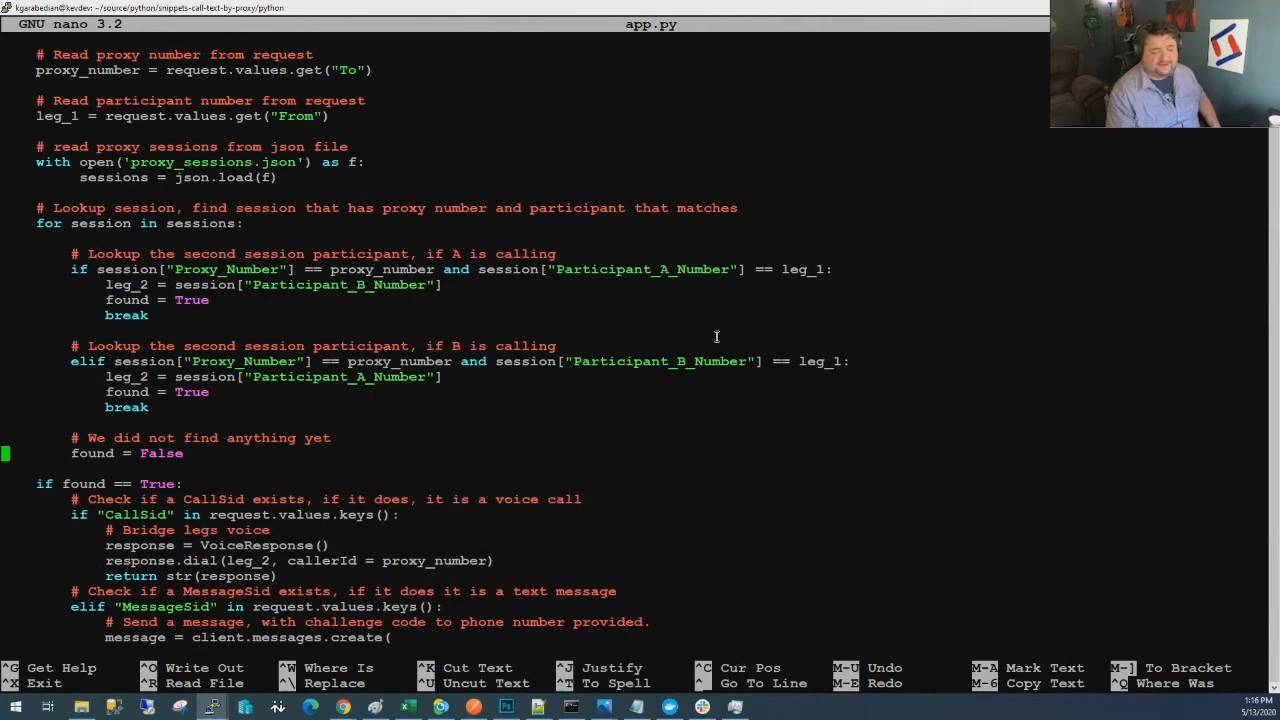 kgarabedian@kevdev: ~/source/python/snippets-call-text-by-proxy/python
GNU nano 3.2 app.py
# Read proxy number from request
proxy_number = request.values.get("To")
# Read participant number from request
leg_1 = request.values.get("From")
# read proxy sessions from json file
with open('proxy_sessions.json') as f:
sessions = json.load(f)
# Lookup session, find session that has proxy number and participant that matches
for session in sessions:
# Lookup the second session participant, if A is calling
if session["Proxy_Number"] == proxy_number and session["Participant_A_Number"] == leg_1:
leg_2 = session["Participant_B_Number"]
found = True
break
# Lookup the second session participant, if B is calling
elif session["Proxy_Number"] == proxy_number and session["Participant_B_Number"] == leg_1:
leg_2 = session["Participant_A_Number"]
found = True
break
# We did not find anything yet
found = False
if found == True:
# Check if a CallSid exists, if it does, it is a voice call
if "CallSid" in request.values.keys():
# Bridge legs voice
response = VoiceResponse()
response.dial(leg_2, callerId = proxy_number)
return str(response)
# Check if a MessageSid exists, if it does it is a text message
elif "MessageSid" in request.values.keys():
# Send a message, with challenge code to phone number provided.
message = client.messages.create(
^G Get Help ^O Write Out ^W Where Is ^K Cut Text ^J Justify ^C Cur Pos M-U Undo M-A Mark Text M-] To Bracket
^X Exit ^R Read File ^\ Replace ^U Uncut Text ^T To Spell ^_ Go To Line M-E Redo M-6 Copy Text ^Q Where Was
1:16 PM
5/13/2020